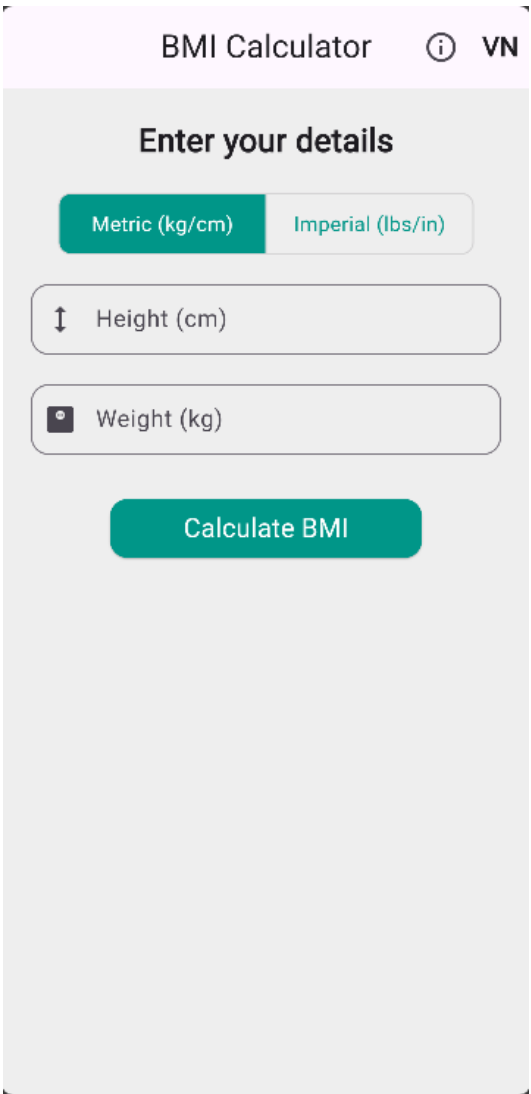 BMI Calculator VN
Enter your details
Metric (kg/cm) Imperial (lbs/in)
Height (cm)
Weight (kg)
Calculate BMI